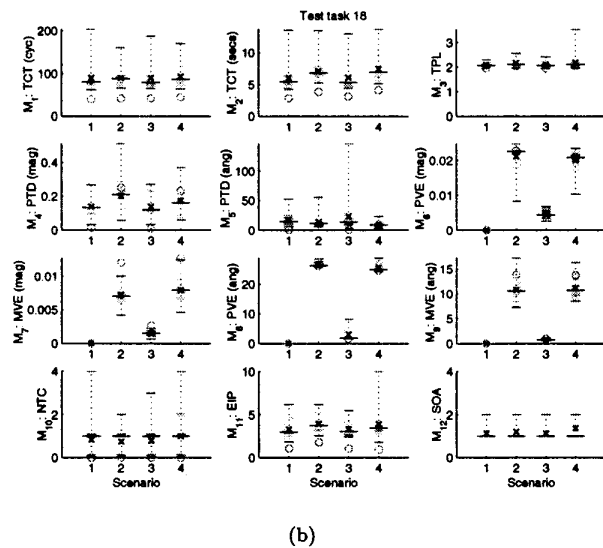 Test task 18
M1: TCT (cyc)
200
100
0
1 2 3 4
M2: TCT (secs)
10
5
0
1 2 3 4
M3: TPL
3
2
1
0
1 2 3 4
M4: PTD (mag)
0.4
0.2
0
1 2 3 4
M5: PTD (ang)
100
50
0
1 2 3 4
M6: PVE (mag)
0.02
0.01
0
1 2 3 4
M7: MVE (mag)
0.01
0.005
0
1 2 3 4
M8: PVE (ang)
20
10
0
1 2 3 4
M9: MVE (ang)
15
10
5
0
1 2 3 4
M10: NTC
4
2
0
1 2 3 4
Scenario
M11: EIP
10
5
0
1 2 3 4
Scenario
M12: SOA
4
2
0
1 2 3 4
Scenario
(b)